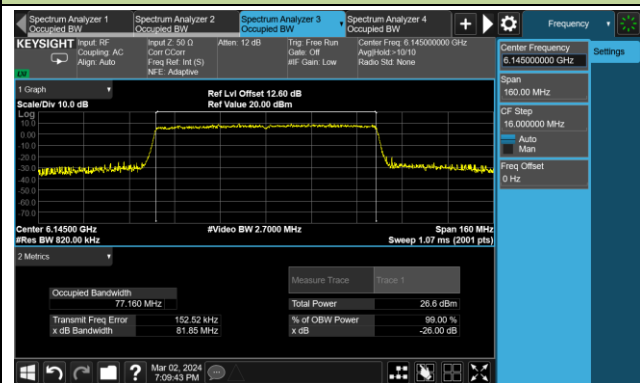 Spectrum Analyzer 1
Occupied BW
Spectrum Analyzer 2
Occupied BW
Spectrum Analyzer 3
Occupied BW
Spectrum Analyzer 4
Occupied BW
Frequency
KEYSIGHT
Input: RF
Coupling: AC
Align: Auto
Input Z: 50 Ω
Corr CCorr
Freq Ref: Int (S)
NFE: Adaptive
Atten: 12 dB
Trig: Free Run
Gate: Off
#IF Gain: Low
Center Freq: 6.145000000 GHz
Avg|Hold:>10/10
Radio Std: None
Center Frequency
6.145000000 GHz
Settings
Span
160.00 MHz
CF Step
16.000000 MHz
Auto
Man
Freq Offset
0 Hz
1 Graph
Scale/Div 10.0 dB
Ref Lvl Offset 12.60 dB
Ref Value 20.00 dBm
Log
10.0
0.00
-10.0
-20.0
-30.0
-40.0
-50.0
-60.0
-70.0
Center 6.14500 GHz
#Video BW 2.7000 MHz
Span 160 MHz
#Res BW 820.00 kHz
Sweep 1.07 ms (2001 pts)
2 Metrics
Measure Trace
Trace 1
Occupied Bandwidth
77.160 MHz
Total Power
26.6 dBm
Transmit Freq Error
152.52 kHz
% of OBW Power
99.00 %
x dB Bandwidth
81.85 MHz
x dB
-26.00 dB
Mar 02, 2024
7:09:43 PM